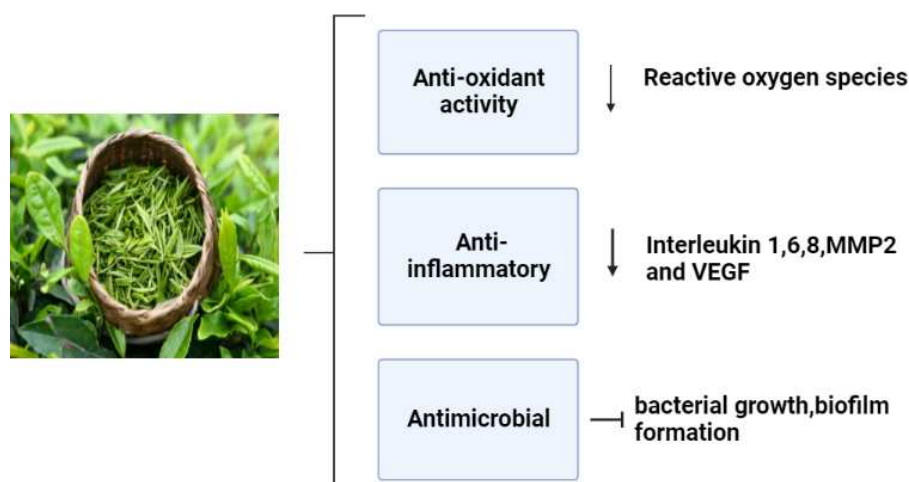 Anti-oxidant
activity
Reactive oxygen species
Anti-
inflammatory
Interleukin 1,6,8,MMP2
and VEGF
Antimicrobial
bacterial growth,biofilm
formation